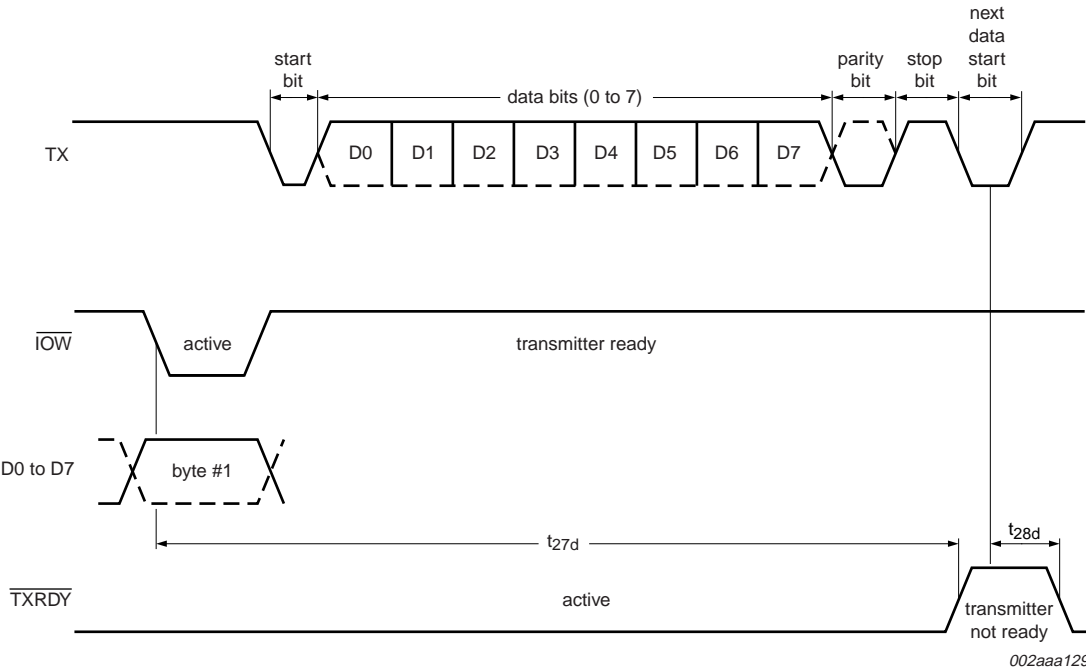 next
data
start
bit
start
bit
parity
bit
stop
bit
data bits (0 to 7)
TX
D0 D1 D2 D3 D4 D5 D6 D7
IOW
active
transmitter ready
D0 to D7
byte #1
t27d
t28d
TXRDY
active
transmitter
not ready
002aaa129